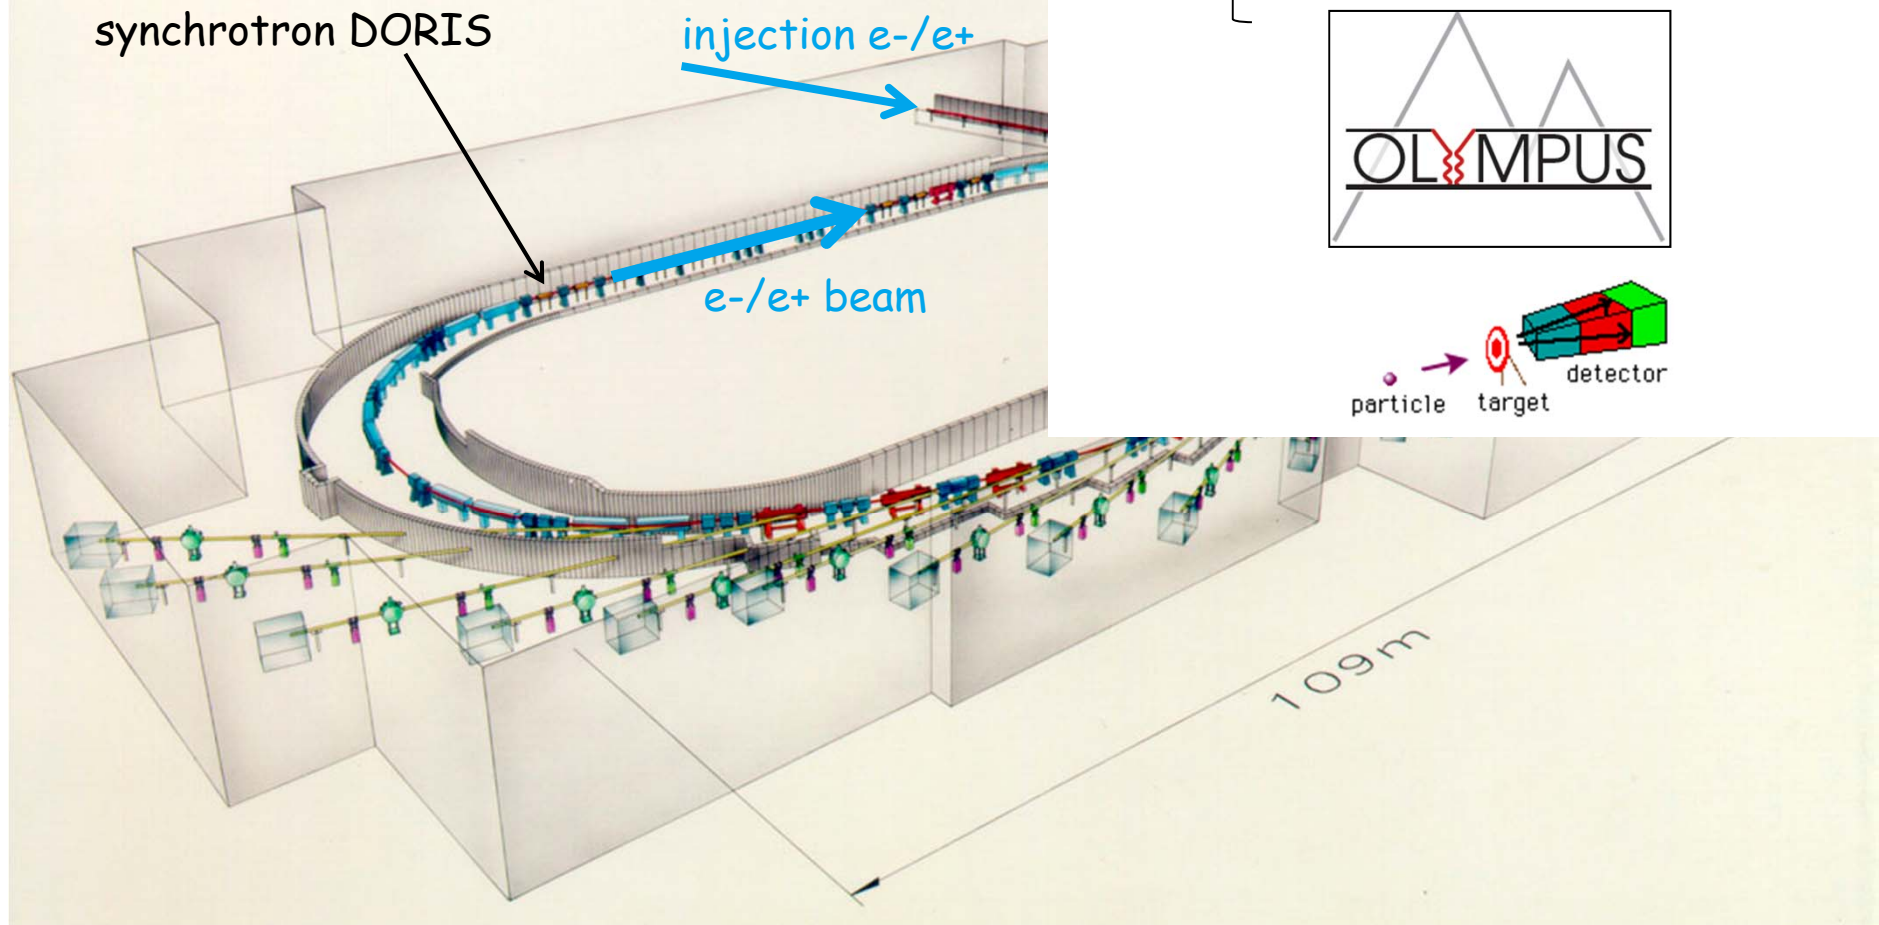 synchrotron DORIS
injection e-/e+
e-/e+ beam
OLYMPUS
particle
target
detector
109m